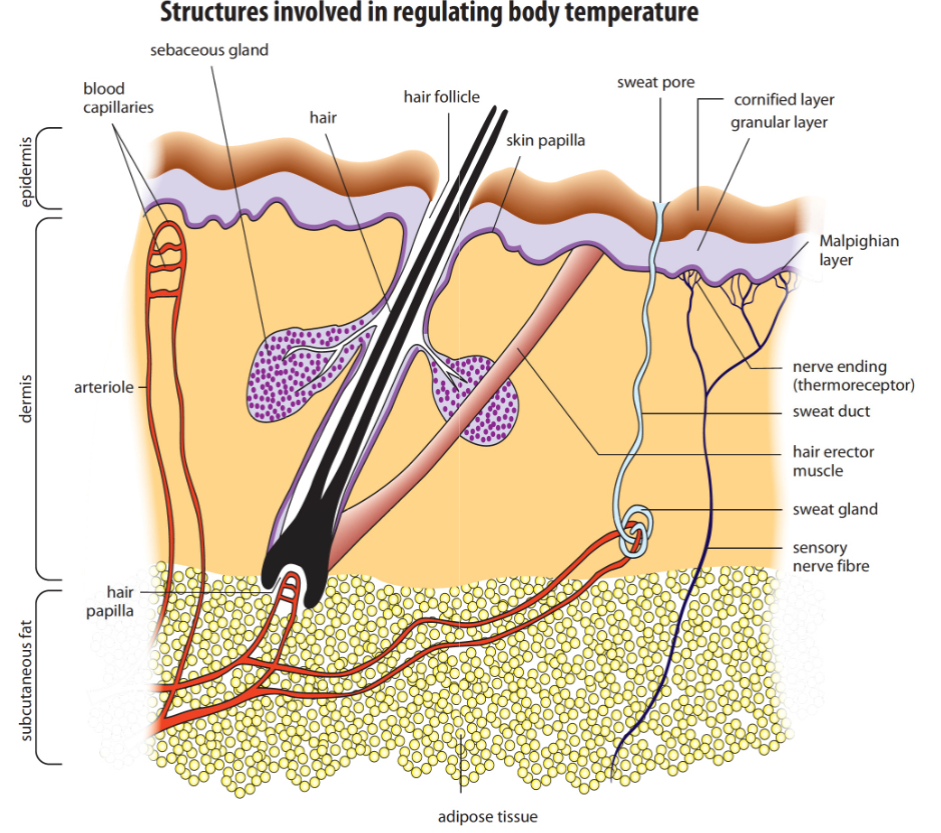 Structures involved in regulating body temperature
sebaceous gland
blood
capillaries
hair
hair follicle
skin papilla
sweat pore
cornified layer
granular layer
epidermis
Malpighian
layer
dermis
arteriole
nerve ending
(thermoreceptor)
sweat duct
hair erector
muscle
sweat gland
sensory
nerve fibre
hair
papilla
subcutaneous fat
adipose tissue